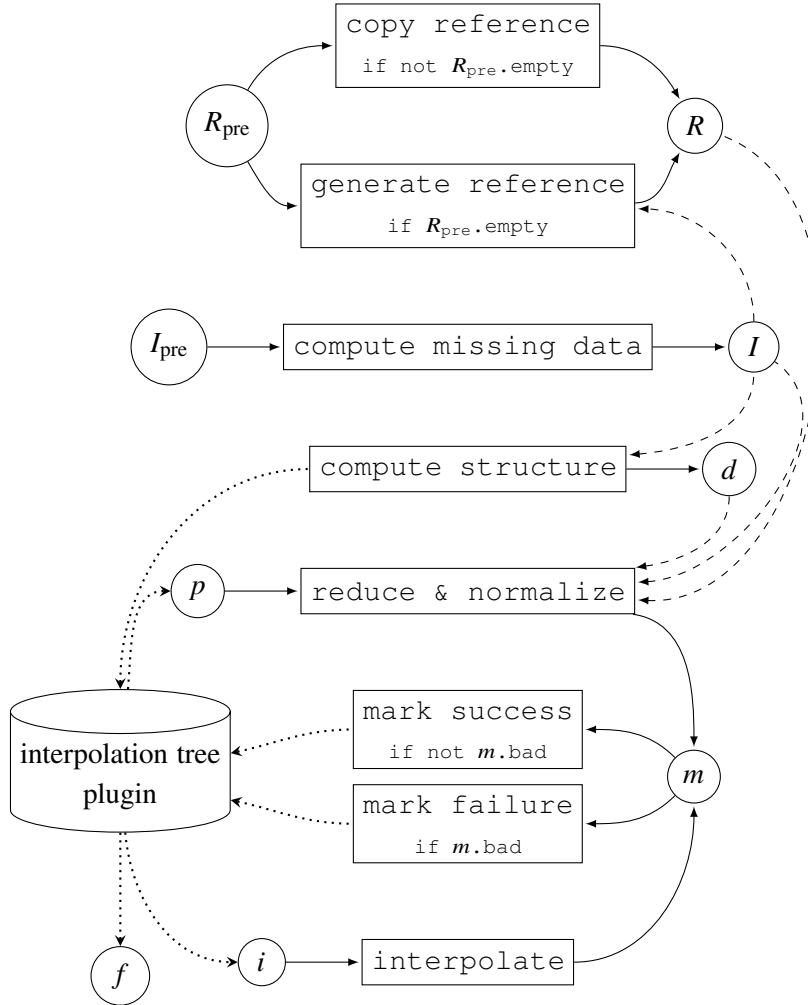 copy reference
if not R_pre.empty
R_pre
R
generate reference
if R_pre.empty
I_pre
compute missing data
I
compute structure
d
p
reduce & normalize
mark success
if not m.bad
interpolation tree
plugin
m
mark failure
if m.bad
f
i
interpolate